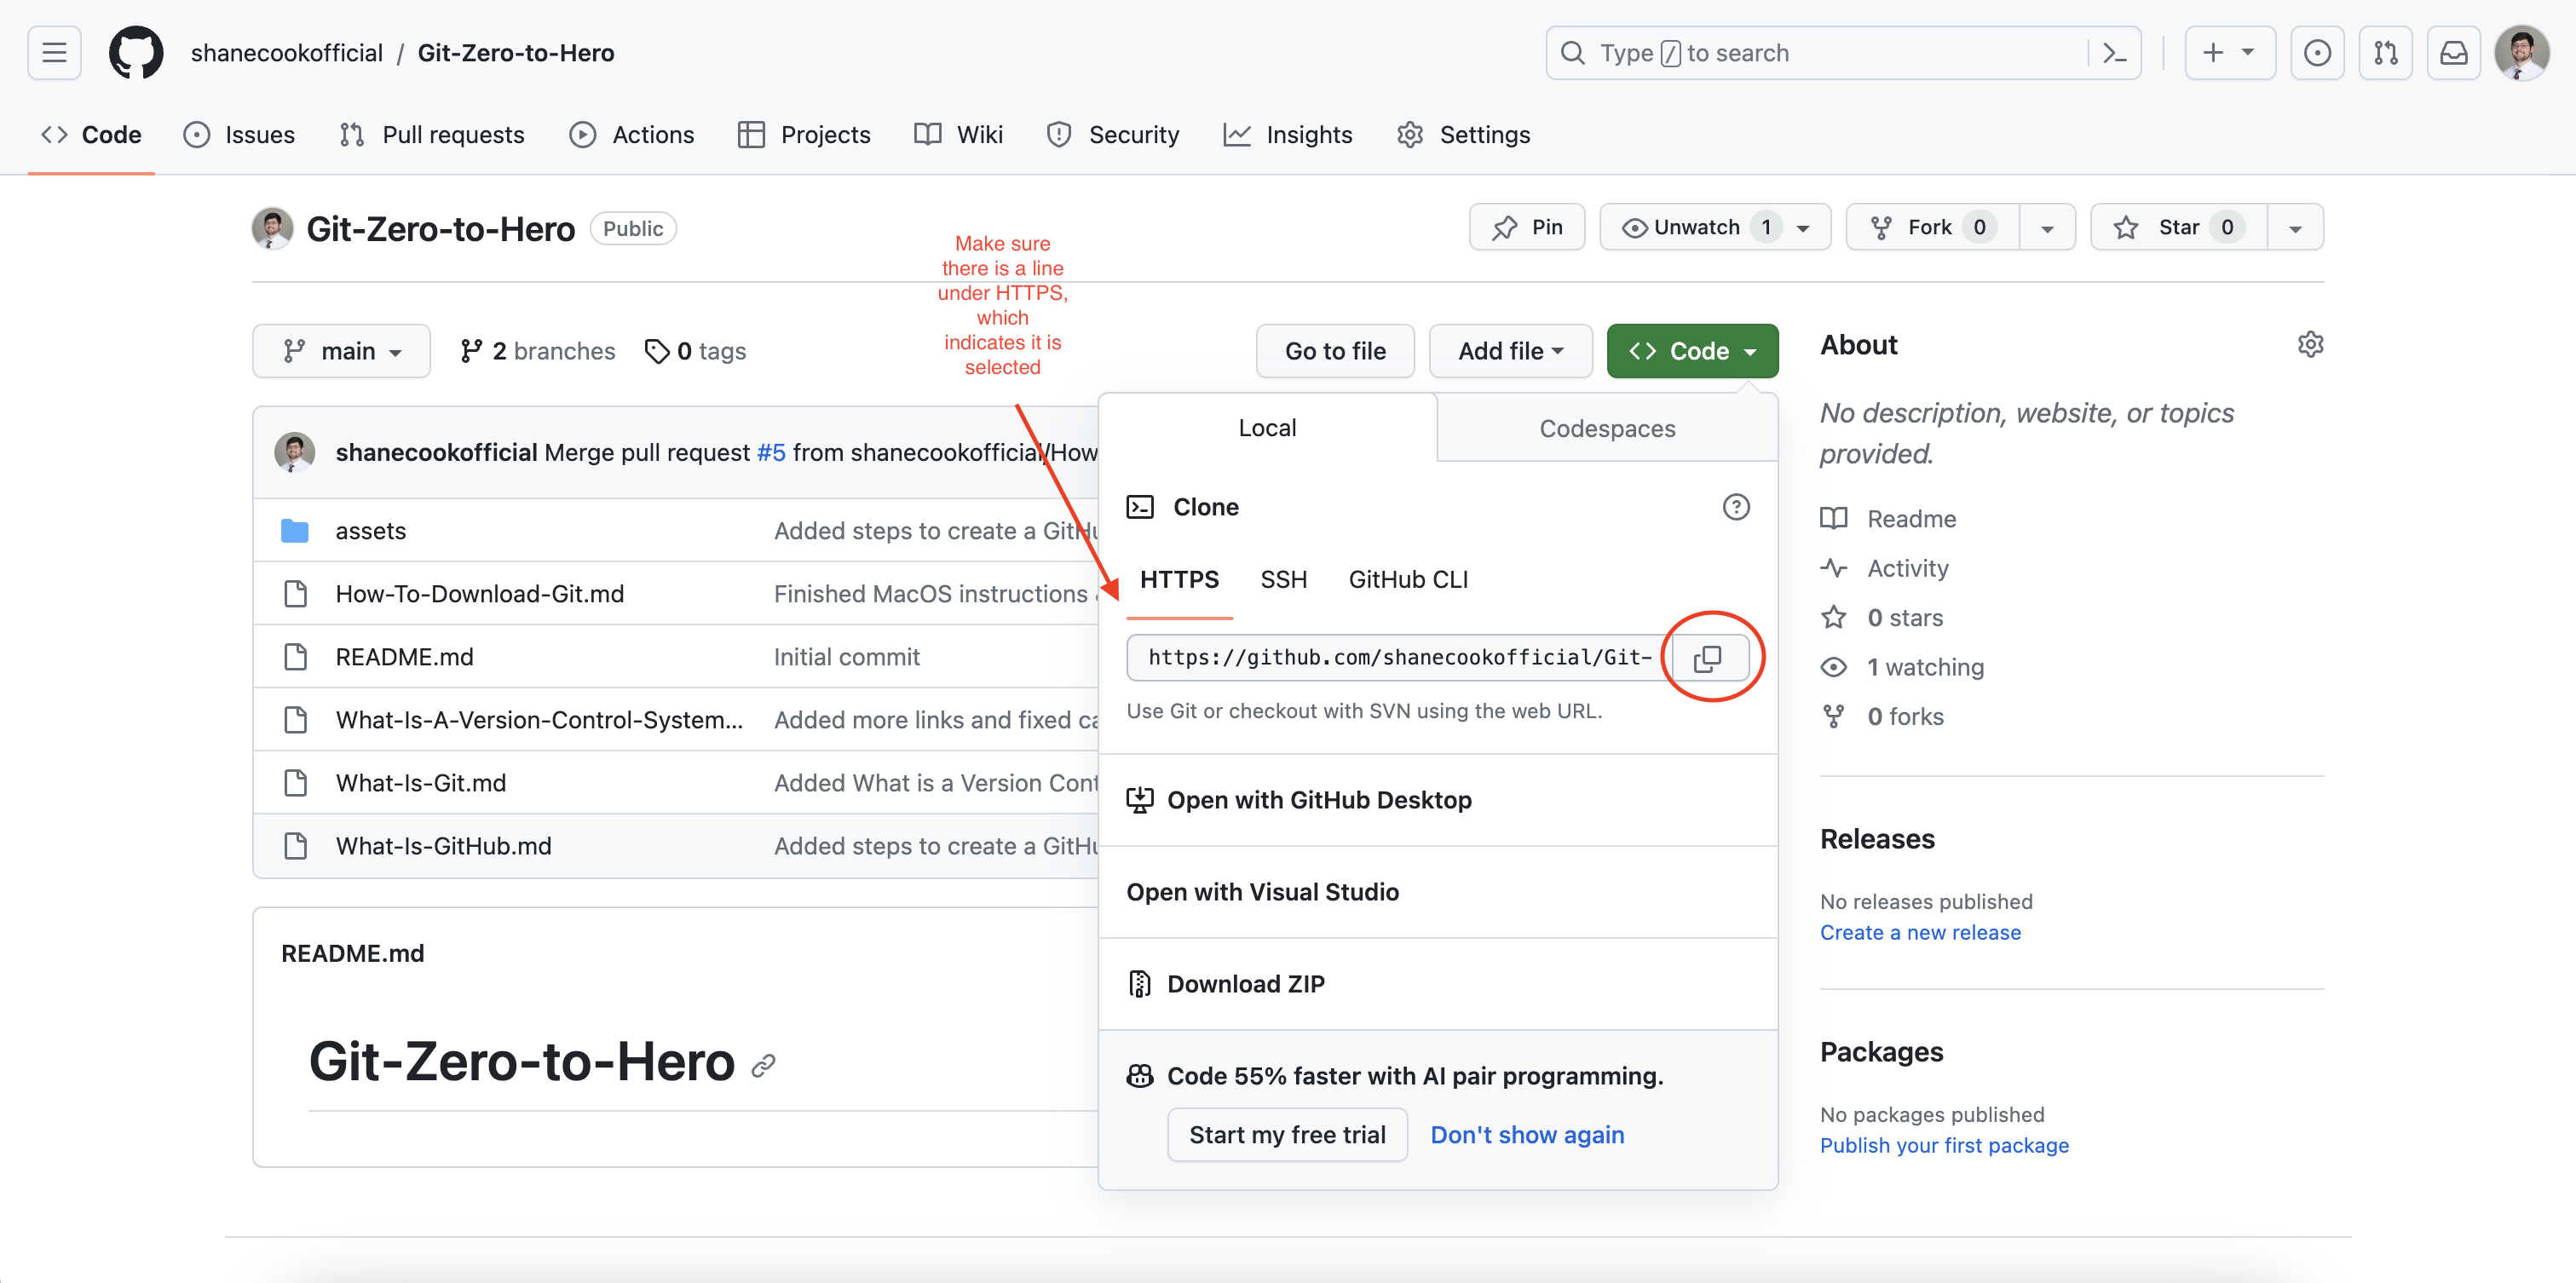 shanecookofficial / Git-Zero-to-Hero
Type / to search
Code Issues Pull requests Actions Projects Wiki Security Insights Settings
Git-Zero-to-Hero Public
Pin Unwatch 1 Fork 0 Star 0
Make sure
there is a line
under HTTPS,
which
indicates it is
selected
main 2 branches 0 tags
Go to file Add file Code
shanecookofficial Merge pull request #5 from shanecookofficial/How
assets Added steps to create a GitHu
How-To-Download-Git.md Finished MacOS instructions
README.md Initial commit
What-Is-A-Version-Control-System... Added more links and fixed ca
What-Is-Git.md Added What is a Version Cont
What-Is-GitHub.md Added steps to create a GitHu
README.md
Git-Zero-to-Hero
Local Codespaces
Clone
HTTPS SSH GitHub CLI
https://github.com/shanecookofficial/Git-
Use Git or checkout with SVN using the web URL.
Open with GitHub Desktop
Open with Visual Studio
Download ZIP
Code 55% faster with AI pair programming.
Start my free trial Don't show again
About
No description, website, or topics
provided.
Readme
Activity
0 stars
1 watching
0 forks
Releases
No releases published
Create a new release
Packages
No packages published
Publish your first package